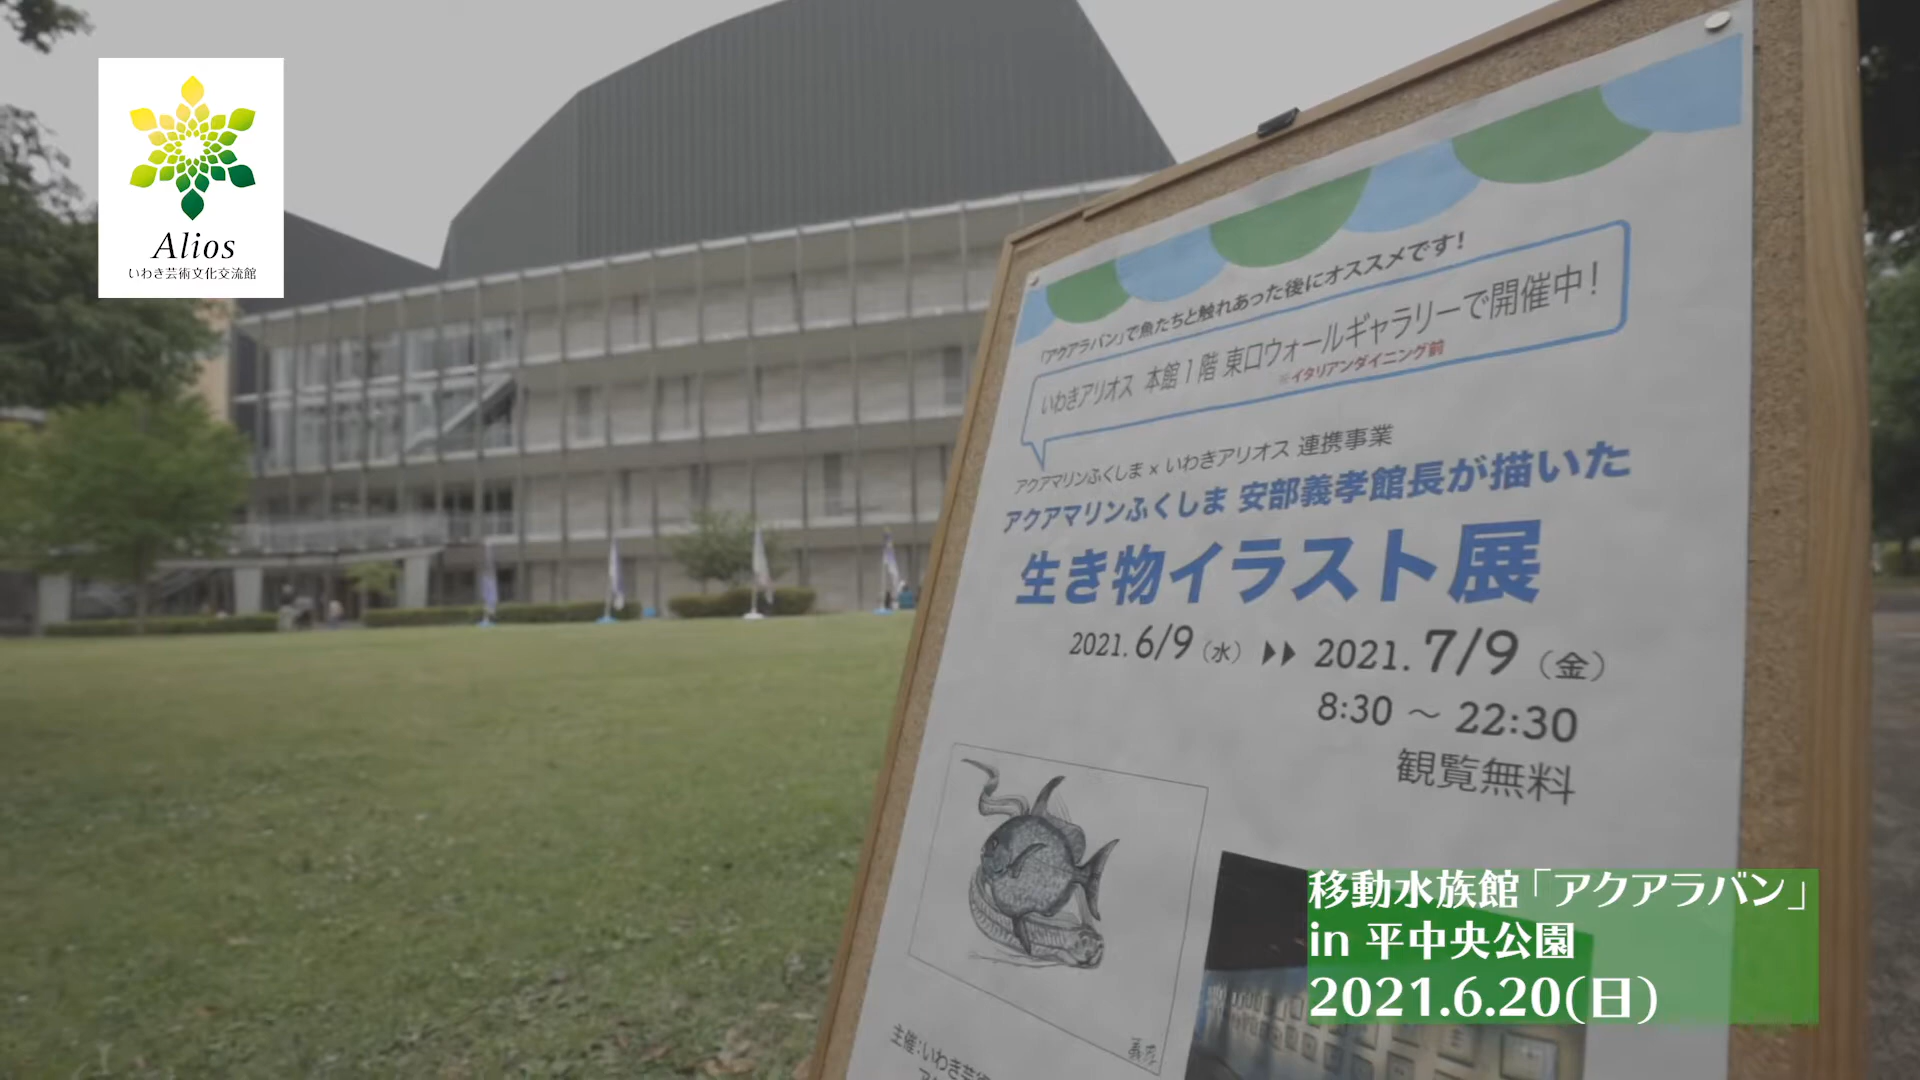 Alios
いわき芸術文化交流館
「アクアラバン」で魚たちと触れあった後にオススメです！
いわきアリオス 本館1階 東口ウォールギャラリーで開催中！
※イタリアンダイニング前
アクアマリンふくしま × いわきアリオス 連携事業
アクアマリンふくしま 安部義孝館長が描いた
生き物イラスト展
2021. 6/9（水） ▶▶ 2021. 7/9（金）
8:30 ～ 22:30
観覧無料
主催：いわき芸術
移動水族館「アクアラバン」
in 平中央公園
2021.6.20(日)